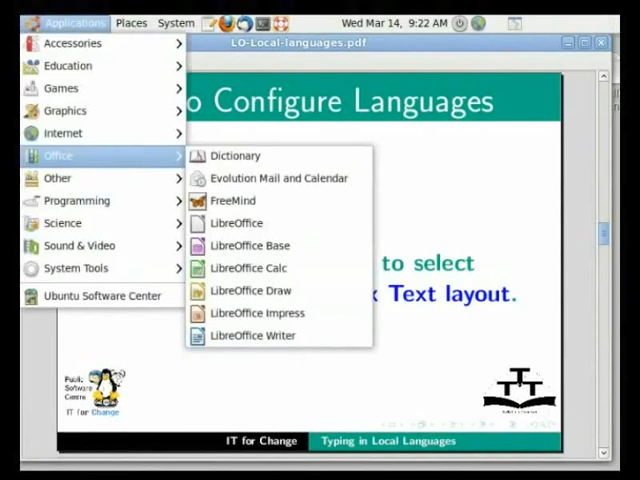 Applications Places System Wed Mar 14, 9:22 AM
LO-Local-languages.pdf
Accessories
Education
Games
Graphics
Internet
Office
Other
Programming
Science
Sound & Video
System Tools
Ubuntu Software Center
Dictionary
Evolution Mail and Calendar
FreeMind
LibreOffice
LibreOffice Base
LibreOffice Calc
LibreOffice Draw
LibreOffice Impress
LibreOffice Writer
o Configure Languages
to select
x Text layout.
Public
Software
Centre
IT for Change
IT for Change Typing in Local Languages